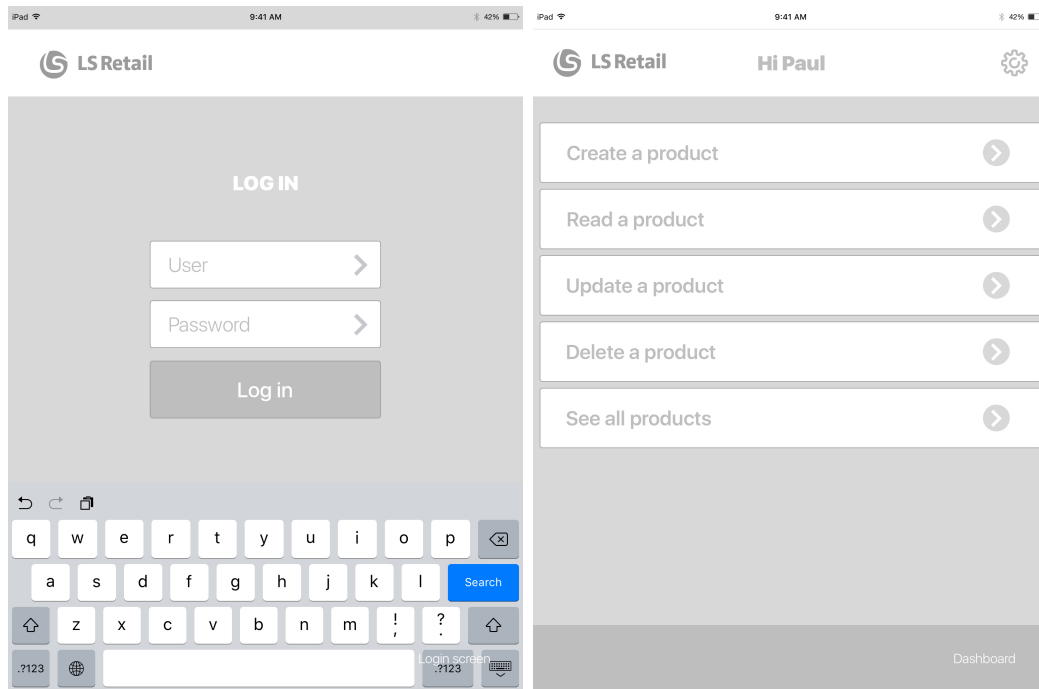 iPad 9:41 AM 42%
LS Retail
LOG IN
User
Password
Log in
q w e r t y u i o p
a s d f g h j k l Search
z x c v b n m ! , ? .
.?123 Login screen .?123
iPad 9:41 AM 42%
LS Retail Hi Paul
Create a product
Read a product
Update a product
Delete a product
See all products
Dashboard